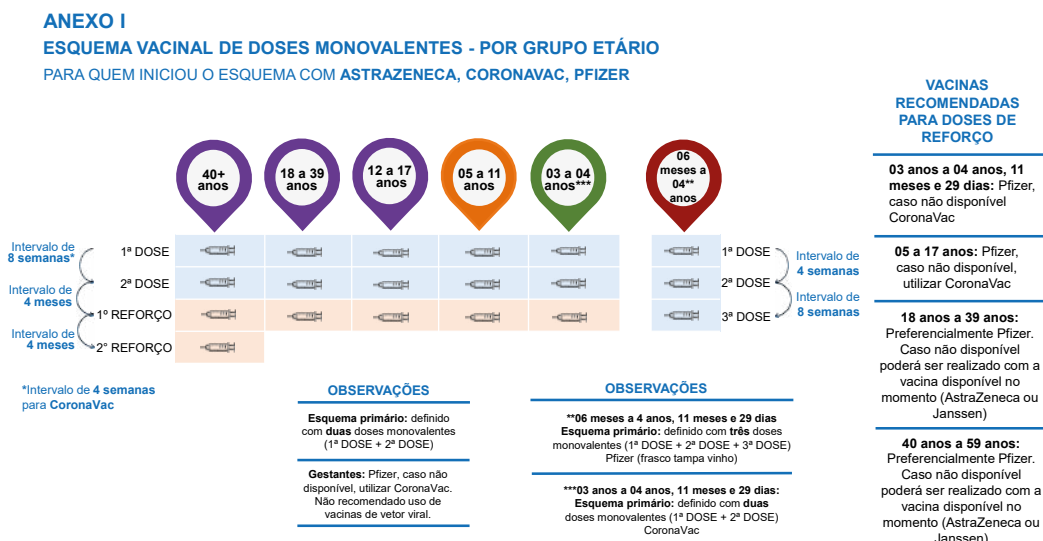 ANEXO I
ESQUEMA VACINAL DE DOSES MONOVALENTES - POR GRUPO ETÁRIO
PARA QUEM INICIOU O ESQUEMA COM ASTRAZENECA, CORONAVAC, PFIZER
40+
anos
18 a 39
anos
12 a 17
anos
05 a 11
anos
03 a 04
anos***
06
meses a
04**
anos
Intervalo de
8 semanas*
Intervalo de
4 meses
Intervalo de
4 meses
1ª DOSE
2ª DOSE
1º REFORÇO
2° REFORÇO
1ª DOSE
2ª DOSE
3ª DOSE
Intervalo de
4 semanas
Intervalo de
8 semanas
*Intervalo de 4 semanas
para CoronaVac
OBSERVAÇÕES
Esquema primário: definido
com duas doses monovalentes
(1ª DOSE + 2ª DOSE)
Gestantes: Pfizer, caso não
disponível, utilizar CoronaVac.
Não recomendado uso de
vacinas de vetor viral.
OBSERVAÇÕES
**06 meses a 4 anos, 11 meses e 29 dias
Esquema primário: definido com três doses
monovalentes (1ª DOSE + 2ª DOSE + 3ª DOSE)
Pfizer (frasco tampa vinho)
***03 anos a 04 anos, 11 meses e 29 dias:
Esquema primário: definido com duas
doses monovalentes (1ª DOSE + 2ª DOSE)
CoronaVac
VACINAS
RECOMENDADAS
PARA DOSES DE
REFORÇO
03 anos a 04 anos, 11
meses e 29 dias: Pfizer,
caso não disponível
CoronaVac
05 a 17 anos: Pfizer,
caso não disponível,
utilizar CoronaVac
18 anos a 39 anos:
Preferencialmente Pfizer.
Caso não disponível
poderá ser realizado com a
vacina disponível no
momento (AstraZeneca ou
Janssen)
40 anos a 59 anos:
Preferencialmente Pfizer.
Caso não disponível
poderá ser realizado com a
vacina disponível no
momento (AstraZeneca ou
Janssen)